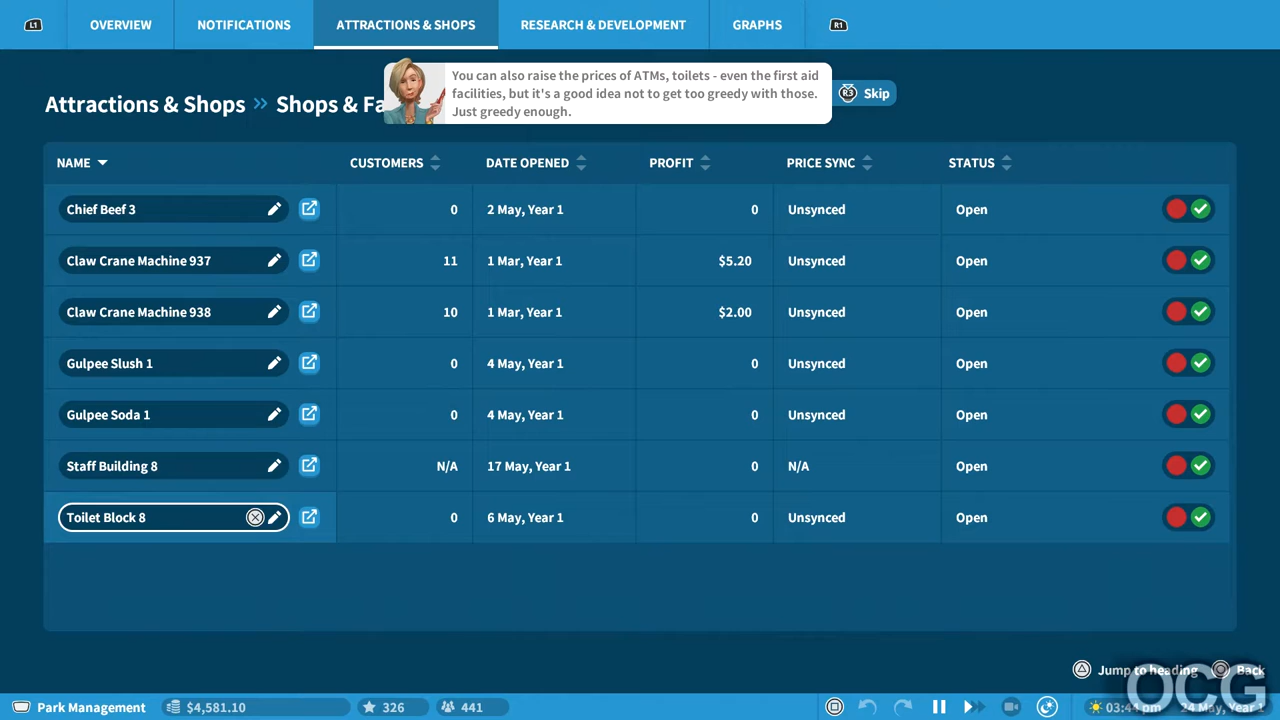 L1
OVERVIEW
NOTIFICATIONS
ATTRACTIONS & SHOPS
RESEARCH & DEVELOPMENT
GRAPHS
R1
You can also raise the prices of ATMs, toilets - even the first aid
facilities, but it's a good idea not to get too greedy with those.
Just greedy enough.
R3 Skip
Attractions & Shops » Shops & Fa
NAME CUSTOMERS DATE OPENED PROFIT PRICE SYNC STATUS
Chief Beef 3 0 2 May, Year 1 0 Unsynced Open
Claw Crane Machine 937 11 1 Mar, Year 1 $5.20 Unsynced Open
Claw Crane Machine 938 10 1 Mar, Year 1 $2.00 Unsynced Open
Gulpee Slush 1 0 4 May, Year 1 0 Unsynced Open
Gulpee Soda 1 0 4 May, Year 1 0 Unsynced Open
Staff Building 8 N/A 17 May, Year 1 0 N/A Open
Toilet Block 8 0 6 May, Year 1 0 Unsynced Open
Jump to heading Back
OCG
Park Management $4,581.10 326 441 03:44 pm 24 May, Year 1